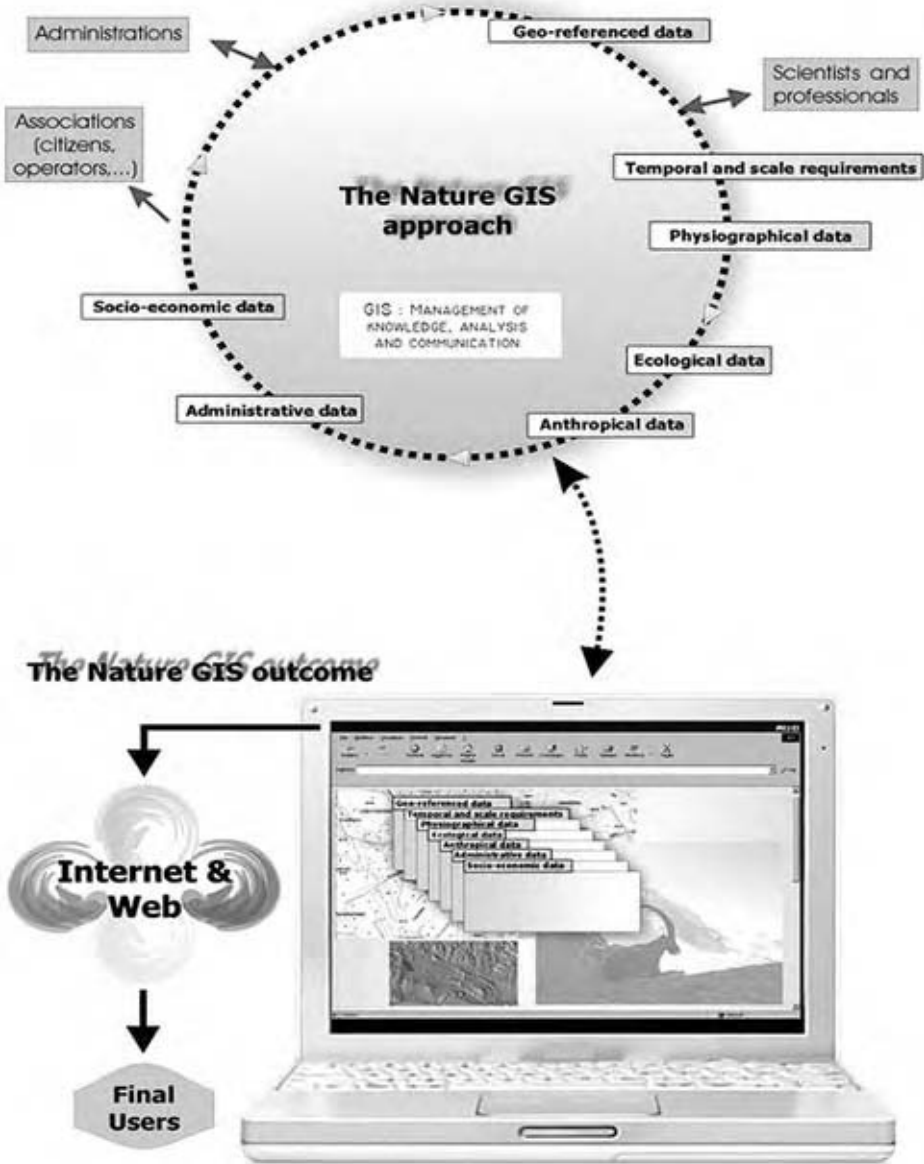 Administrations
Geo-referenced data
Scientists and
professionals
Associations
(citizens,
operators,...)
Temporal and scale requirements
The Nature GIS
approach
Physiographical data
Socio-economic data
GIS : MANAGEMENT OF
KNOWLEDGE, ANALYSIS
AND COMMUNICATION
Ecological data
Administrative data
Anthropical data
The Nature GIS outcome
Geo-referenced data
Temporal and scale requirements
Physiographical data
Ecological data
Anthropical data
Administrative data
Socio-economic data
Internet &
Web
Final
Users